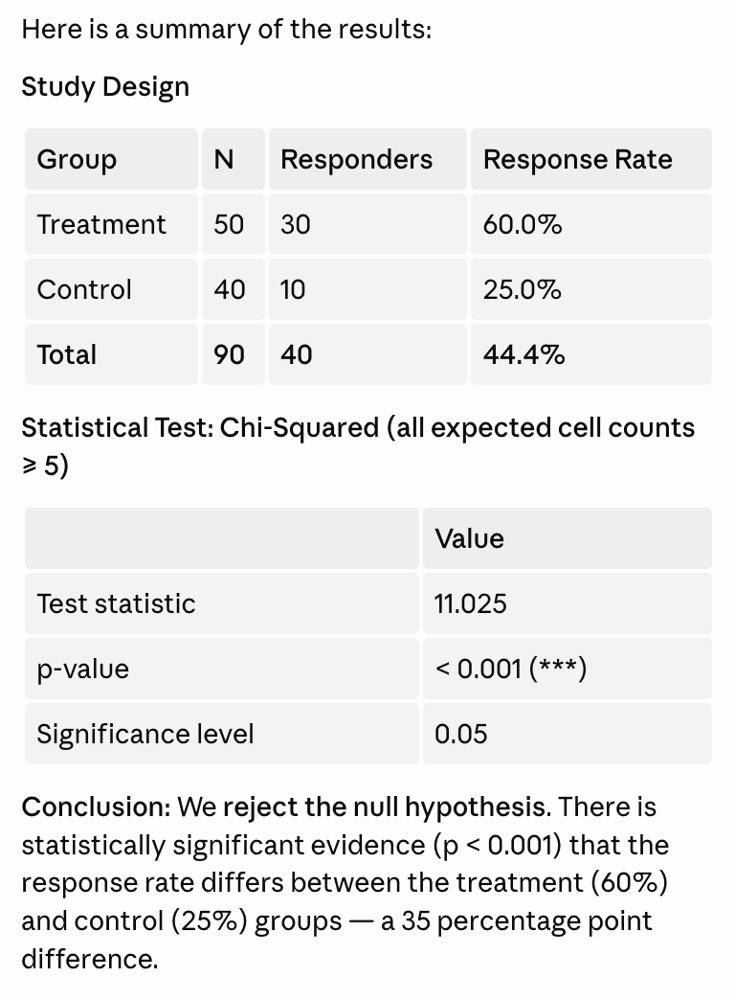 Here is a summary of the results:
Study Design
Group N Responders Response Rate
Treatment 50 30 60.0%
Control 40 10 25.0%
Total 90 40 44.4%
Statistical Test: Chi-Squared (all expected cell counts
≥ 5)
Value
Test statistic 11.025
p-value < 0.001 (***)
Significance level 0.05
Conclusion: We reject the null hypothesis. There is
statistically significant evidence (p < 0.001) that the
response rate differs between the treatment (60%)
and control (25%) groups — a 35 percentage point
difference.